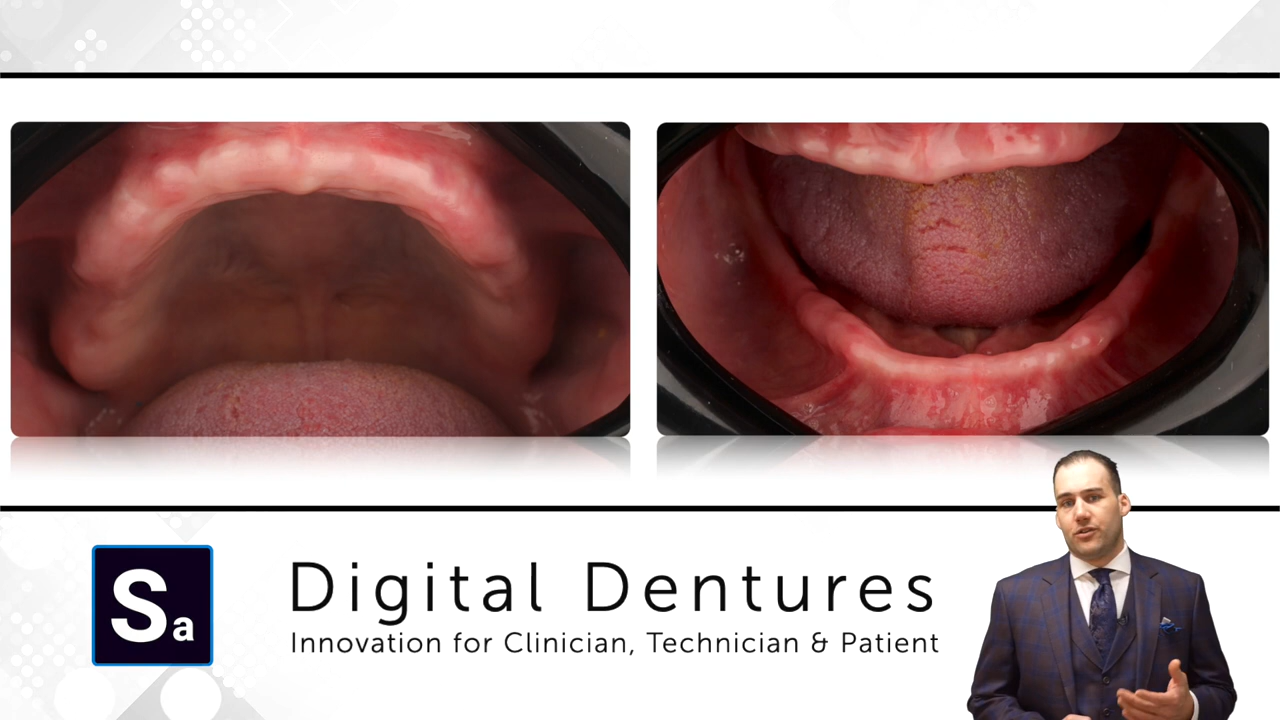 Sa
Digital Dentures
Innovation for Clinician, Technician & Patient